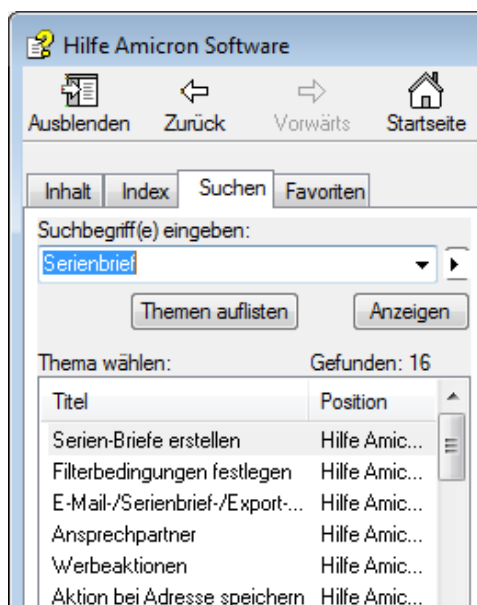 Hilfe Amicron Software
Ausblenden Zurück Vorwärts Startseite
Inhalt Index Suchen Favoriten
Suchbegriff(e) eingeben:
Serienbrief
Themen auflisten Anzeigen
Thema wählen: Gefunden: 16
Titel Position
Serien-Briefe erstellen Hilfe Amic...
Filterbedingungen festlegen Hilfe Amic...
E-Mail-/Serienbrief-/Export-... Hilfe Amic...
Ansprechpartner Hilfe Amic...
Werbeaktionen Hilfe Amic...
Aktion bei Adresse speichern Hilfe Amic...